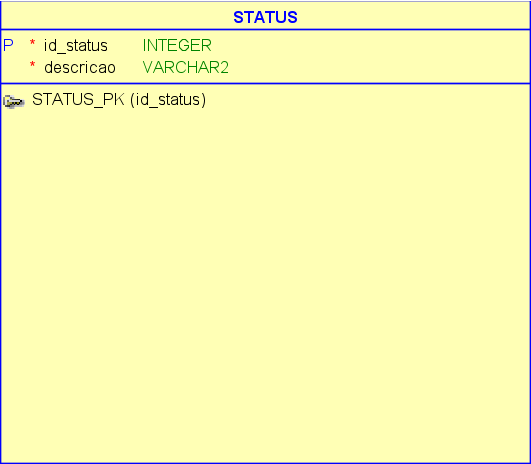 STATUS
P * id_status INTEGER
* descricao VARCHAR2
STATUS_PK (id_status)